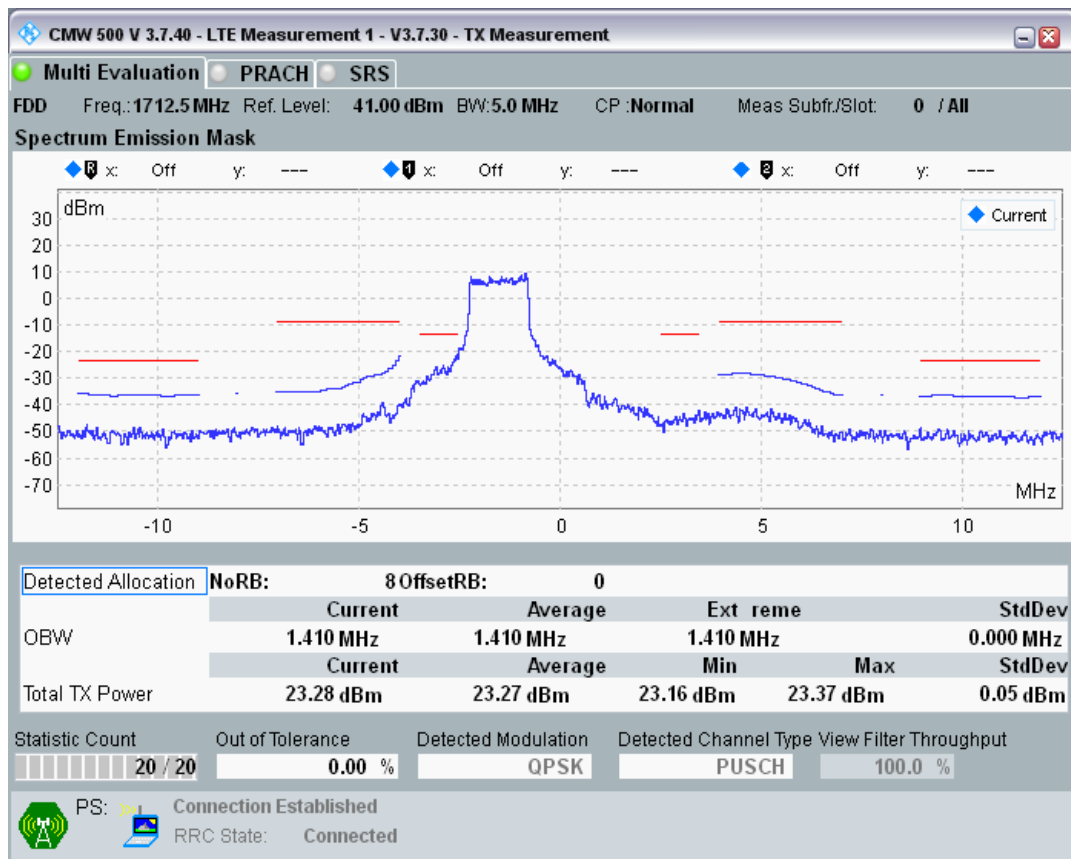 CMW 500 V 3.7.40 - LTE Measurement 1 - V3.7.30 - TX Measurement
Multi Evaluation PRACH SRS
FDD Freq.:1712.5 MHz Ref. Level: 41.00 dBm BW:5.0 MHz CP :Normal Meas Subfr./Slot: 0 / All
Spectrum Emission Mask
R x: Off y: --- 1 x: Off y: --- 2 x: Off y: ---
dBm
Current
30
20
10
0
-10
-20
-30
-40
-50
-60
-70
MHz
-10 -5 0 5 10
Detected Allocation NoRB: 8 OffsetRB: 0
Current Average Ext reme StdDev
OBW 1.410 MHz 1.410 MHz 1.410 MHz 0.000 MHz
Current Average Min Max StdDev
Total TX Power 23.28 dBm 23.27 dBm 23.16 dBm 23.37 dBm 0.05 dBm
Statistic Count Out of Tolerance Detected Modulation Detected Channel Type View Filter Throughput
20 / 20 0.00 % QPSK PUSCH 100.0 %
PS: Connection Established
RRC State: Connected